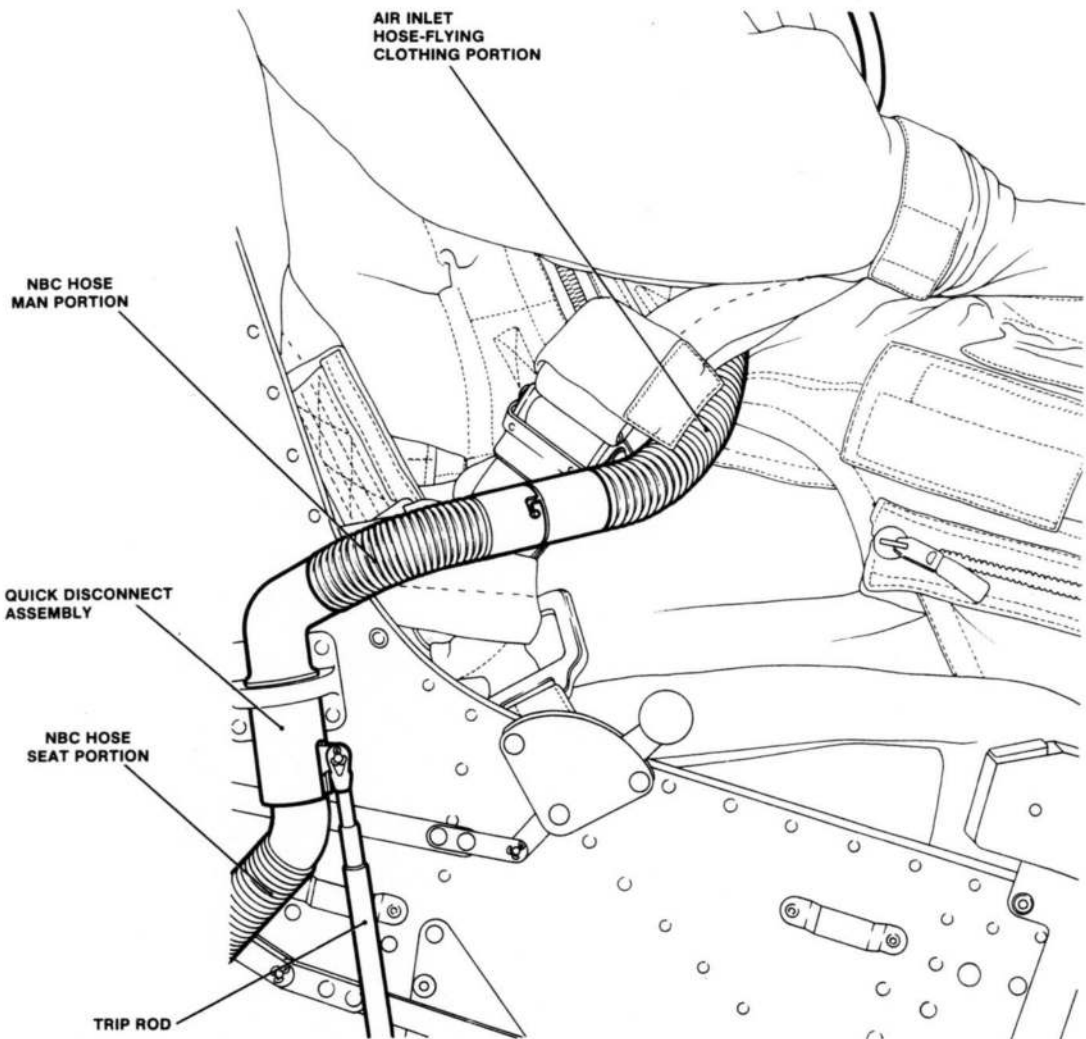 AIR INLET
HOSE-FLYING
CLOTHING PORTION
NBC HOSE
MAN PORTION
QUICK DISCONNECT
ASSEMBLY
NBC HOSE
SEAT PORTION
TRIP ROD